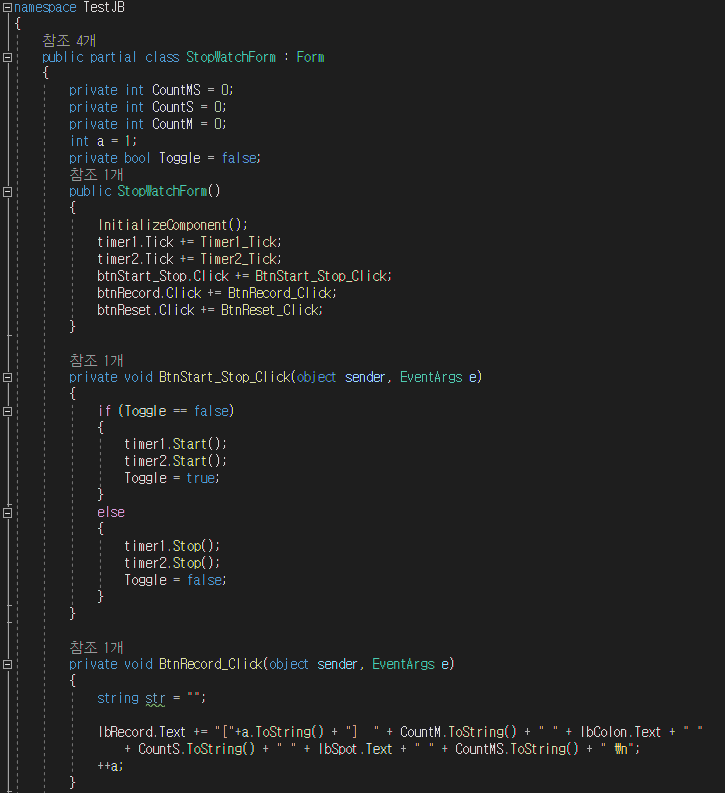 namespace TestJB
{
참조 4개
public partial class StopWatchForm : Form
{
private int CountMS = 0;
private int CountS = 0;
private int CountM = 0;
int a = 1;
private bool Toggle = false;
참조 1개
public StopWatchForm()
{
InitializeComponent();
timer1.Tick += Timer1_Tick;
timer2.Tick += Timer2_Tick;
btnStart_Stop.Click += BtnStart_Stop_Click;
btnRecord.Click += BtnRecord_Click;
btnReset.Click += BtnReset_Click;
}
참조 1개
private void BtnStart_Stop_Click(object sender, EventArgs e)
{
if (Toggle == false)
{
timer1.Start();
timer2.Start();
Toggle = true;
}
else
{
timer1.Stop();
timer2.Stop();
Toggle = false;
}
}
참조 1개
private void BtnRecord_Click(object sender, EventArgs e)
{
string str = "";
lbRecord.Text += "["+a.ToString() + "]  " + CountM.ToString() + " " + lbColon.Text + " "
+ CountS.ToString() + " " + lbSpot.Text + " " + CountMS.ToString() + " ₩n";
++a;
}